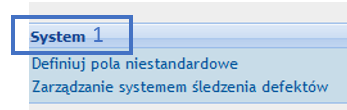 System 1
Definiuj pola niestandardowe
Zarządzanie systemem śledzenia defektów